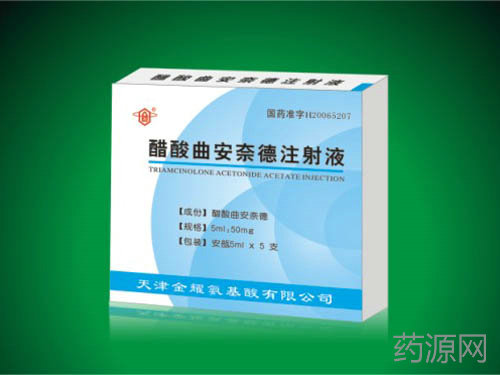 醋酸曲安奈德注射液
国药准字H20065207
醋酸曲安奈德注射液
TRIAMCINOLONE ACETONIDE ACETATE INJECTION
【成份】醋酸曲安奈德
【规格】5ml:50mg
【包装】安瓿5ml x 5 支
天津金耀氨基酸有限公司
药源网